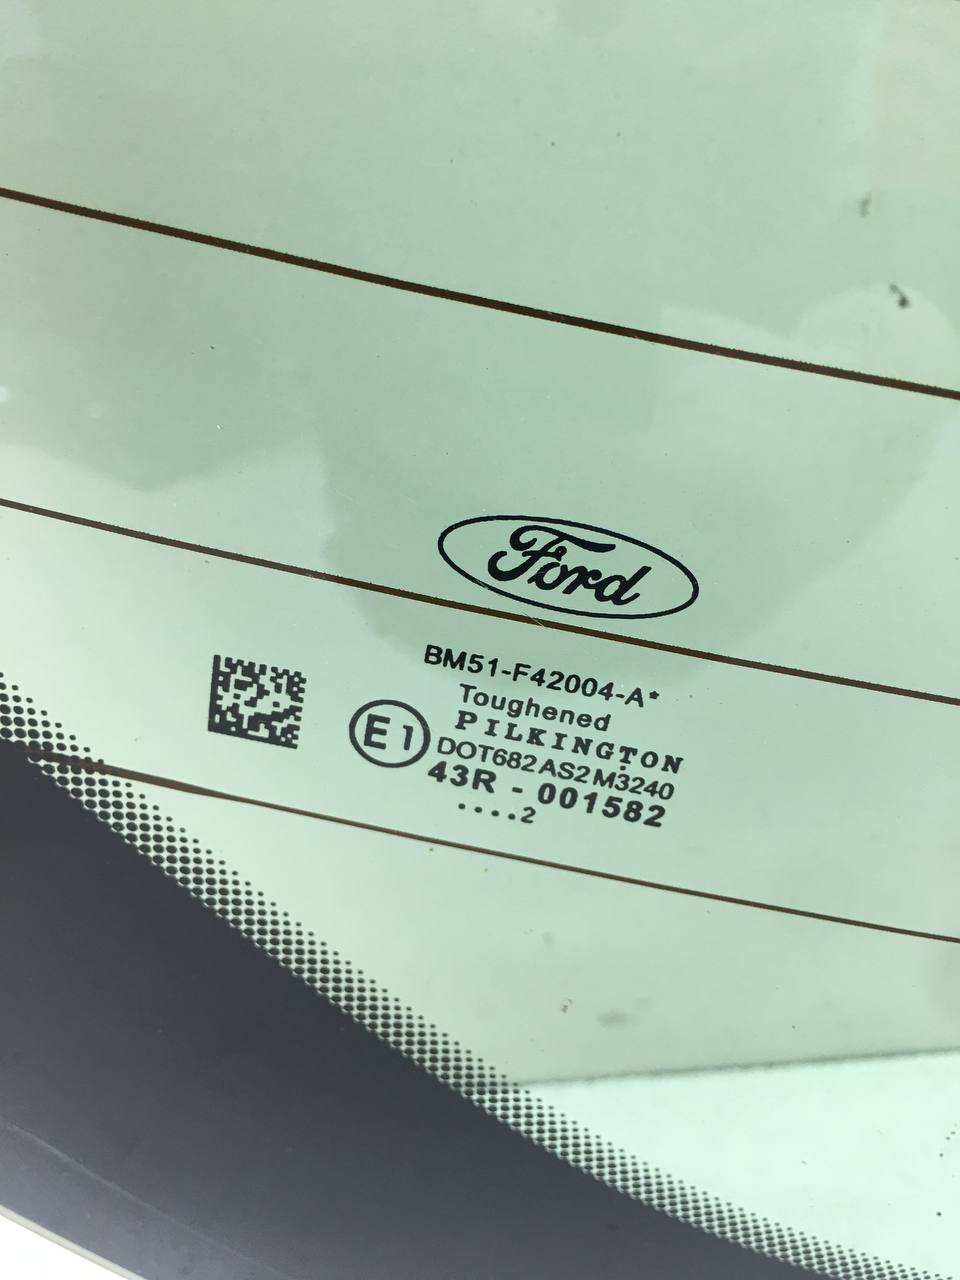 Ford
BM51-F42004-A*
Toughened
PILKINGTON
E1
DOT682 AS2 M3240
43R - 001582
....2